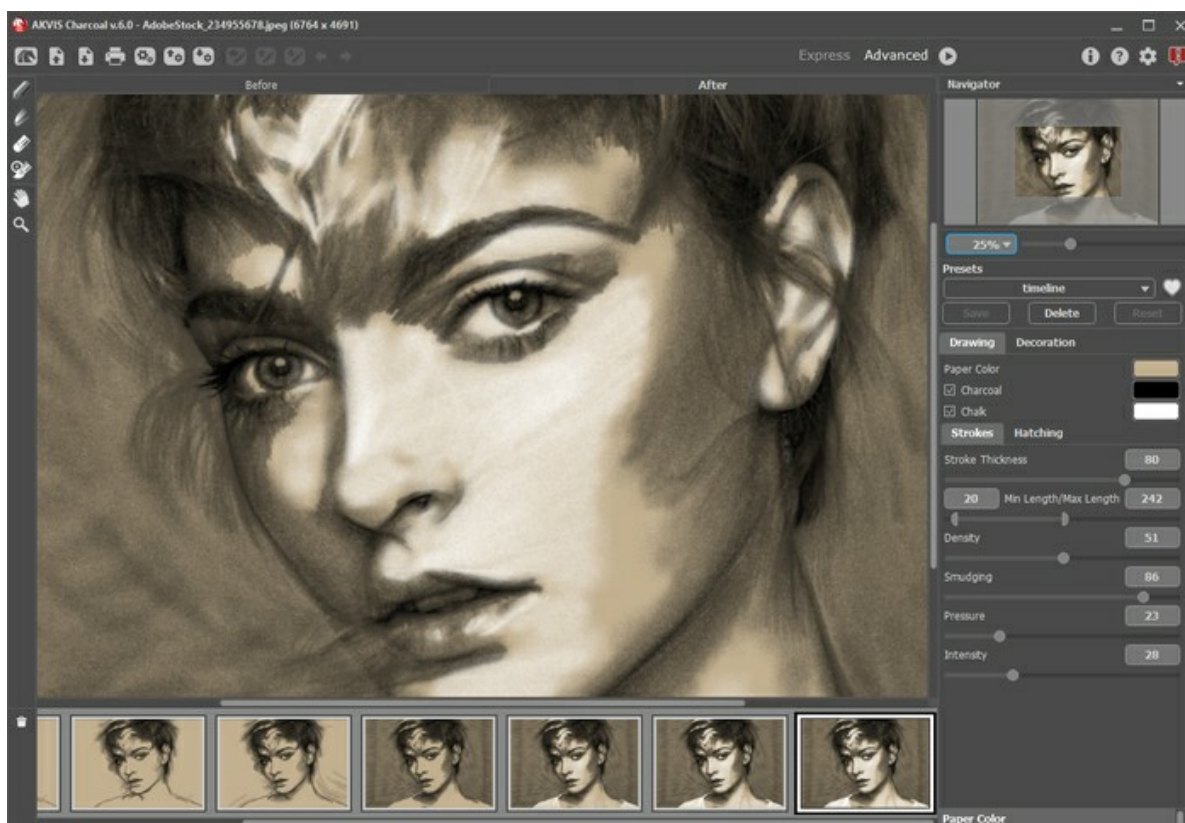 AKVIS Charcoal v.6.0 - AdobeStock_234955678.jpeg (6764 x 4691)
Express Advanced
Before After
Navigator
25%
Presets
timeline
Save Delete Reset
Drawing Decoration
Paper Color
Charcoal
Chalk
Strokes Hatching
Stroke Thickness 80
20 Min Length/Max Length 242
Density 51
Smudging 86
Pressure 23
Intensity 28
Paper Color